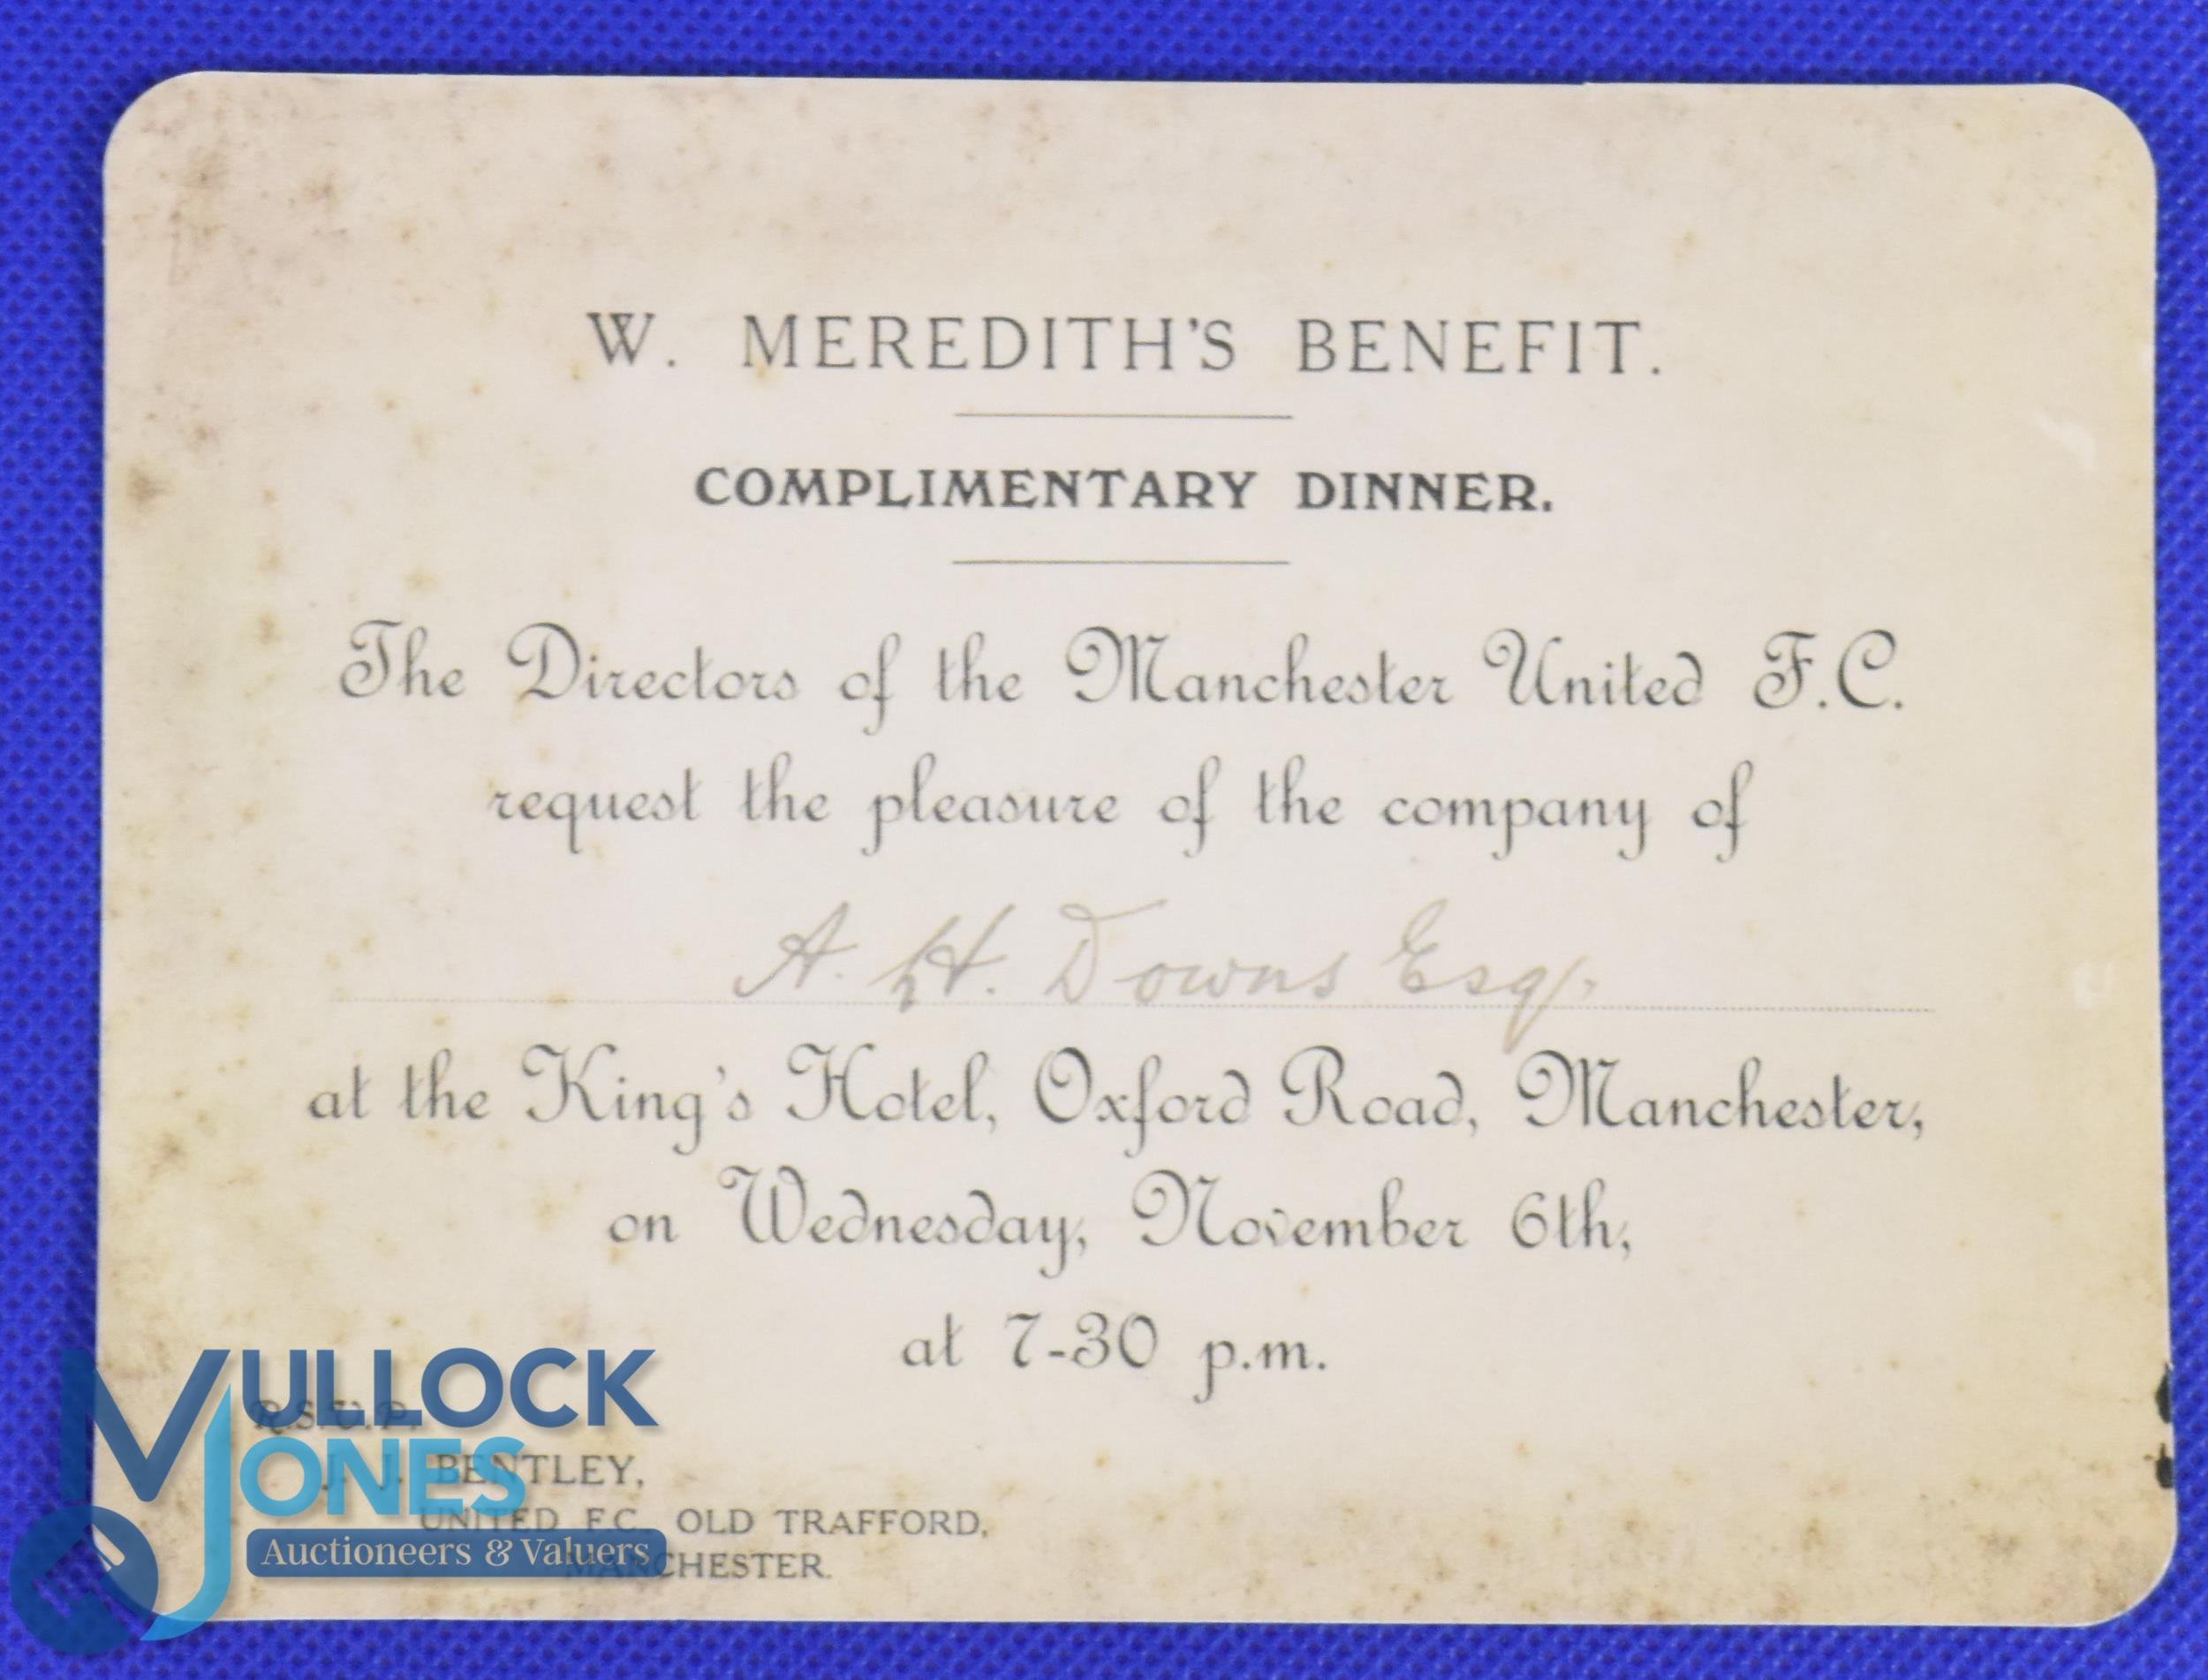 W. MEREDITH'S BENEFIT.
COMPLIMENTARY DINNER.
The Directors of the Manchester United F.C.
request the pleasure of the company of
A. H. Downs Esq.
at the King's Hotel, Oxford Road, Manchester,
on Wednesday, November 6th,
at 7-30 p.m.
R.S.V.P.
J. J. BENTLEY,
UNITED F.C. OLD TRAFFORD,
MANCHESTER.
MULLOCK
JONES
Auctioneers & Valuers